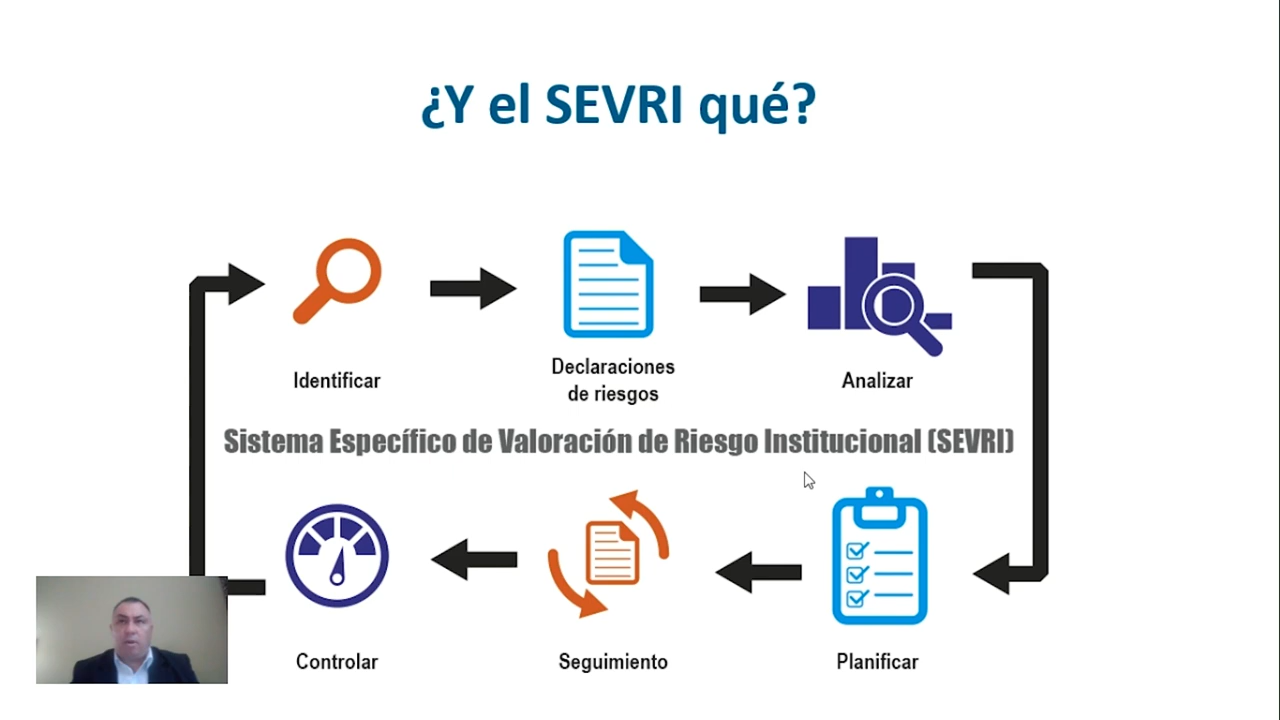 ¿Y el SEVRI qué?
Identificar
Declaraciones
de riesgos
Analizar
Sistema Específico de Valoración de Riesgo Institucional (SEVRI)
Controlar
Seguimiento
Planificar